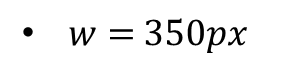 • w = 350px